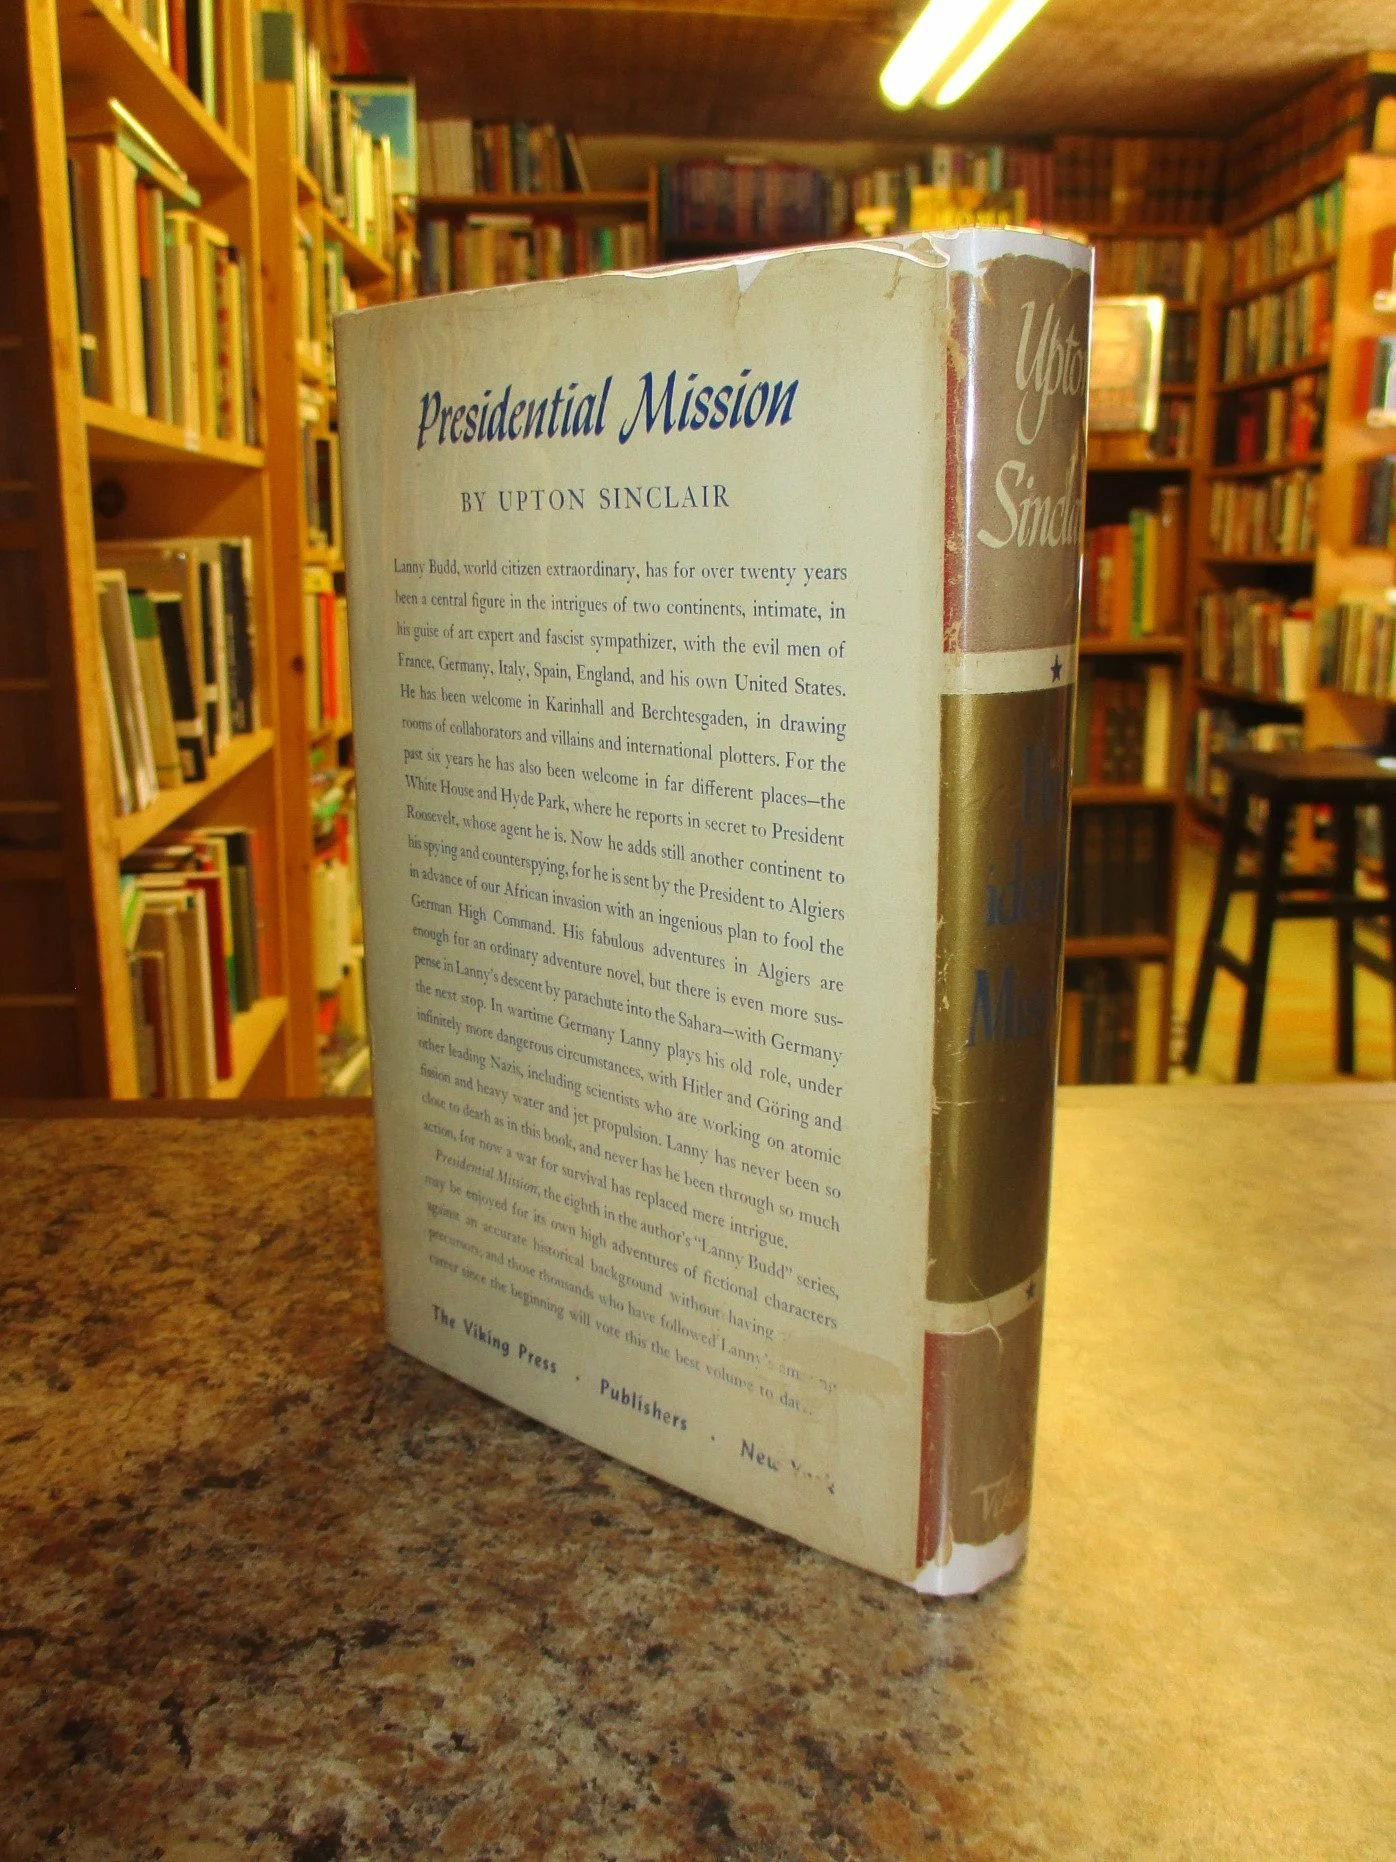 Presidential Mission
BY UPTON SINCLAIR
Lanny Budd, world citizen extraordinary, has for over twenty years
been a central figure in the intrigues of two continents, intimate, in
his guise of art expert and fascist sympathizer, with the evil men of
France, Germany, Italy, Spain, England, and his own United States.
He has been welcome in Karinhall and Berchtesgaden, in drawing
rooms of collaborators and villains and international plotters. For the
past six years he has also been welcome in far different places—the
White House and Hyde Park, where he reports in secret to President
Roosevelt, whose agent he is. Now he adds still another continent to
his spying and counterspying, for he is sent by the President to Algiers
in advance of our African invasion with an ingenious plan to fool the
German High Command. His fabulous adventures in Algiers are
enough for an ordinary adventure novel, but there is even more sus-
pense in Lanny's descent by parachute into the Sahara—with Germany
the next stop. In wartime Germany Lanny plays his old role, under
infinitely more dangerous circumstances, with Hitler and Göring and
other leading Nazis, including scientists who are working on atomic
fission and heavy water and jet propulsion. Lanny has never been so
close to death as in this book, and never has he been through so much
action, for now a war for survival has replaced mere intrigue.
Presidential Mission, the eighth in the author's "Lanny Budd" series,
may be enjoyed for its own high adventures of fictional characters
against an accurate historical background without having
precursors, and those thousands who have followed Lanny's
career since the beginning will vote this the best volume to
The Viking Press · Publishers · New
Upton
Sinclair